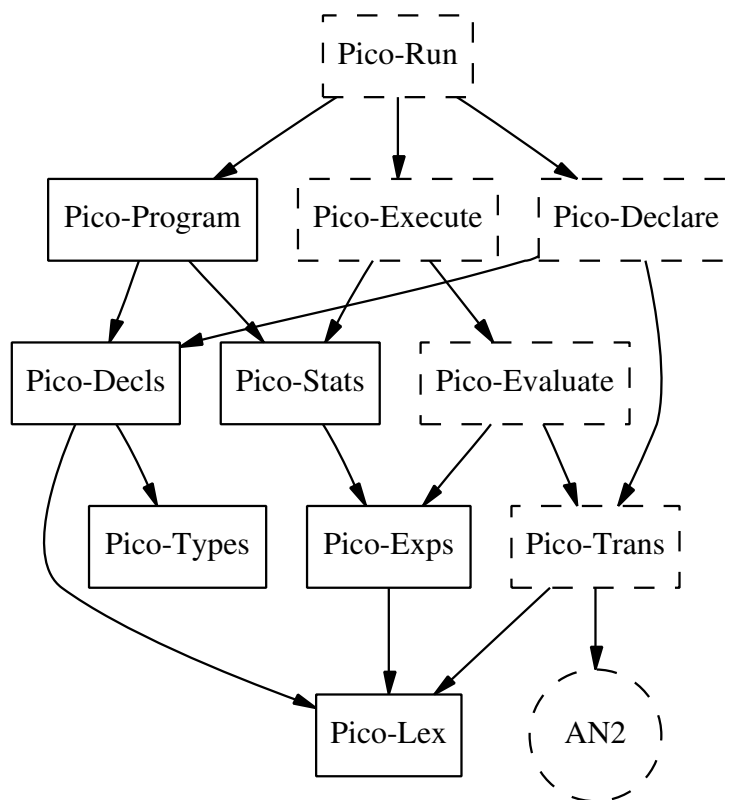 Pico-Run
Pico-Program
Pico-Execute
Pico-Declare
Pico-Decls
Pico-Stats
Pico-Evaluate
Pico-Types
Pico-Exps
Pico-Trans
Pico-Lex
AN2